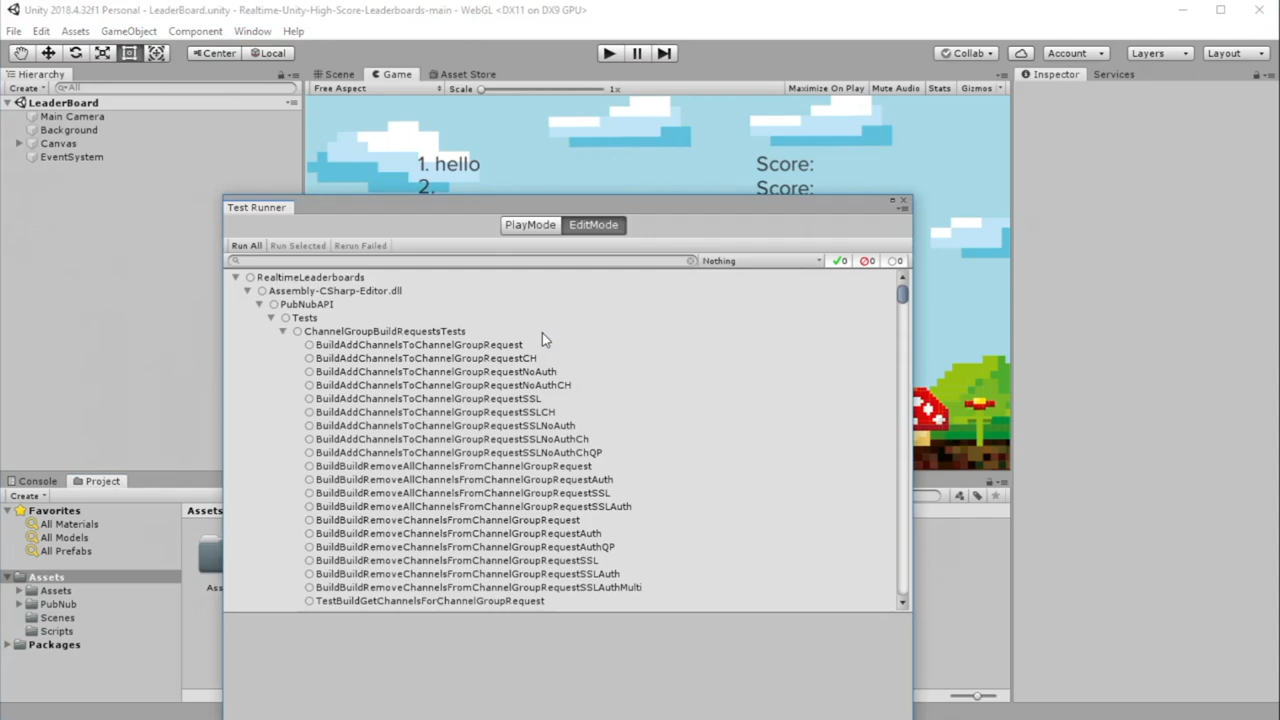 Unity 2018.4.32f1 Personal - LeaderBoard.unity - Realtime-Unity-High-Score-Leaderboards-main - WebGL <DX11 on DX9 GPU>
File Edit Assets GameObject Component Window Help
Center Local Collab Account Layers Layout
Hierarchy Scene Game Asset Store Inspector Services
Create All Free Aspect Scale 1x Maximize On Play Mute Audio Stats Gizmos
LeaderBoard
Main Camera
Background
Canvas
EventSystem
1. hello Score:
2. Score:
Test Runner
PlayMode EditMode
Run All Run Selected Rerun Failed
Nothing 0 0 0
RealtimeLeaderboards
Assembly-CSharp-Editor.dll
PubNubAPI
Tests
ChannelGroupBuildRequestsTests
BuildAddChannelsToChannelGroupRequest
BuildAddChannelsToChannelGroupRequestCH
BuildAddChannelsToChannelGroupRequestNoAuth
BuildAddChannelsToChannelGroupRequestNoAuthCH
BuildAddChannelsToChannelGroupRequestSSL
BuildAddChannelsToChannelGroupRequestSSLCH
BuildAddChannelsToChannelGroupRequestSSLNoAuth
BuildAddChannelsToChannelGroupRequestSSLNoAuthCh
BuildAddChannelsToChannelGroupRequestSSLNoAuthChQP
BuildBuildRemoveAllChannelsFromChannelGroupRequest
BuildBuildRemoveAllChannelsFromChannelGroupRequestAuth
BuildBuildRemoveAllChannelsFromChannelGroupRequestSSL
BuildBuildRemoveAllChannelsFromChannelGroupRequestSSLAuth
BuildBuildRemoveChannelsFromChannelGroupRequest
BuildBuildRemoveChannelsFromChannelGroupRequestAuth
BuildBuildRemoveChannelsFromChannelGroupRequestAuthQP
BuildBuildRemoveChannelsFromChannelGroupRequestSSL
BuildBuildRemoveChannelsFromChannelGroupRequestSSLAuth
BuildBuildRemoveChannelsFromChannelGroupRequestSSLAuthMulti
TestBuildGetChannelsForChannelGroupRequest
Console Project
Create
Favorites Assets
All Materials
All Models
All Prefabs
Assets
Assets Ass
PubNub
Scenes
Scripts
Packages